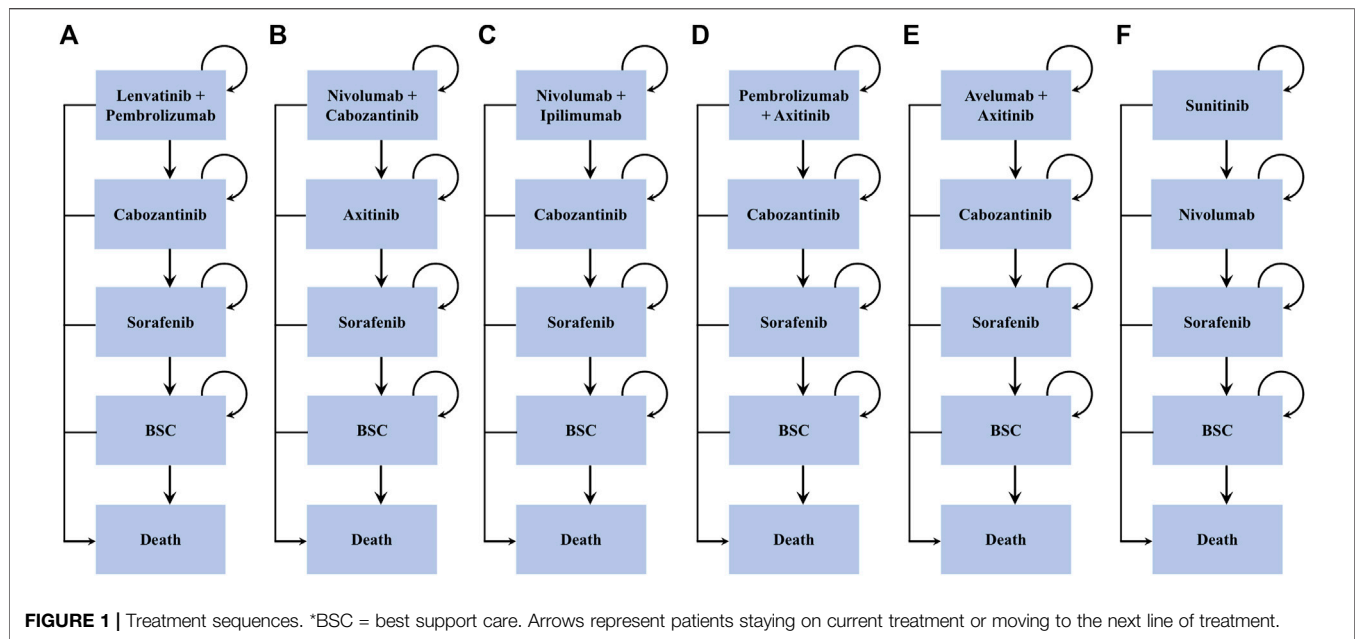 A
B
C
D
E
F
Lenvatinib +
Pembrolizumab
Nivolumab +
Cabozantinib
Nivolumab +
Ipilimumab
Pembrolizumab
+ Axitinib
Avelumab +
Axitinib
Sunitinib
Cabozantinib
Axitinib
Cabozantinib
Cabozantinib
Cabozantinib
Nivolumab
Sorafenib
Sorafenib
Sorafenib
Sorafenib
Sorafenib
Sorafenib
BSC
BSC
BSC
BSC
BSC
BSC
Death
Death
Death
Death
Death
Death
FIGURE 1 | Treatment sequences. *BSC = best support care. Arrows represent patients staying on current treatment or moving to the next line of treatment.